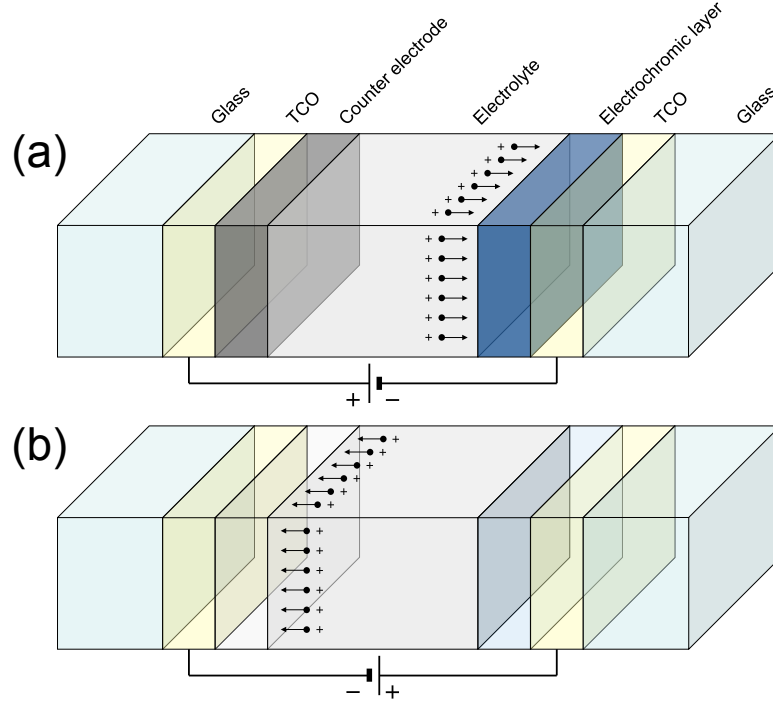 Glass
TCO
Counter electrode
Electrolyte
Electrochromic layer
TCO
Glass
(a)
+
+
+
+
+
+
+
+
+
+
+
+
+ −
(b)
+
+
+
+
+
+
+
+
+
+
+
+
− +